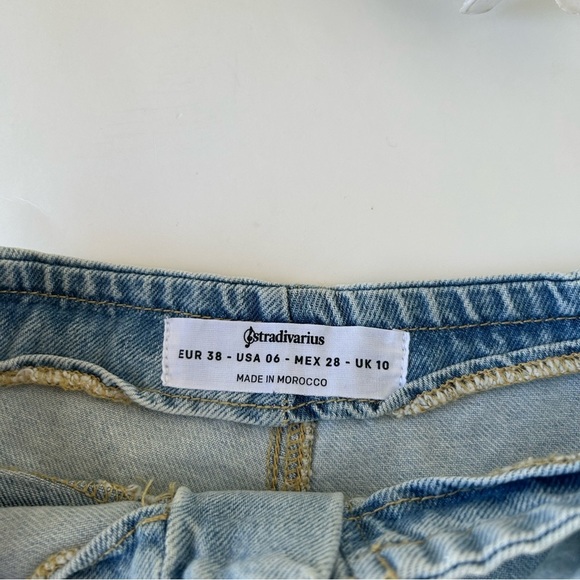 Stradivarius
EUR 38 - USA 06 - MEX 28 - UK 10
MADE IN MOROCCO